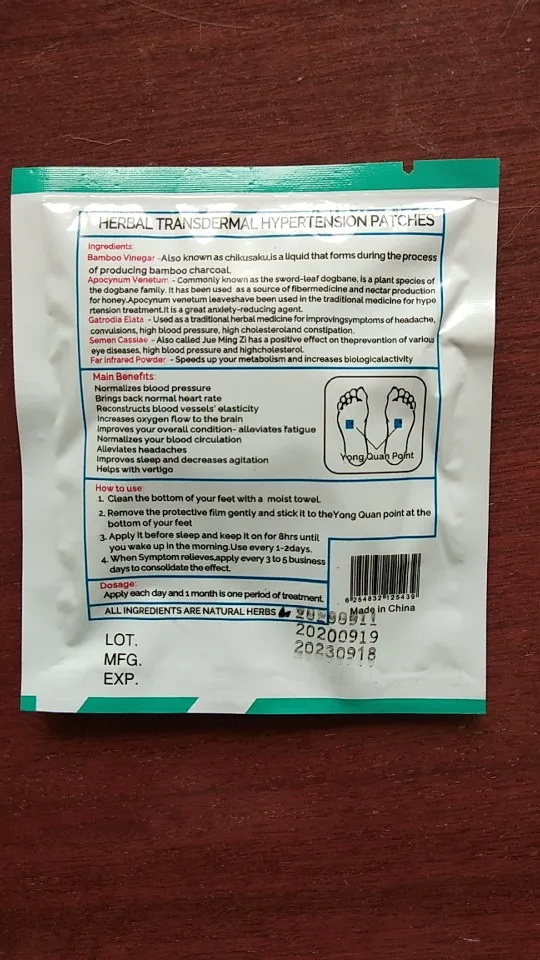 HERBAL TRANSDERMAL HYPERTENSION PATCHES
Ingredients:
Bamboo Vinegar -Also known as chikusaku,is a liquid that forms during the process
of producing bamboo charcoal.
Apocynum Venetum - Commonly known as the sword-leaf dogbane, is a plant species of
the dogbane family. It has been used as a source of fibermedicine and nectar production
for honey.Apocynum venetum leaveshave been used in the traditional medicine for hype
rtension treatment.It is a great anxiety-reducing agent.
Gatrodia Elata - Used as a traditional herbal medicine for improvingsymptoms of headache,
convulsions, high blood pressure, high cholesteroland constipation.
Semen Cassiae - Also called Jue Ming Zi has a positive effect on theprevention of various
eye diseases, high blood pressure and highcholesterol.
Far Infrared Powder - Speeds up your metabolism and increases biologicalactivity
Main Benefits:
Normalizes blood pressure
Brings back normal heart rate
Reconstructs blood vessels' elasticity
Increases oxygen flow to the brain
Improves your overall condition- alleviates fatigue
Normalizes your blood circulation
Alleviates headaches
Improves sleep and decreases agitation
Helps with vertigo
Yong Quan Point
How to use:
1. Clean the bottom of your feet with a moist towel.
2. Remove the protective film gently and stick it to theYong Quan point at the
bottom of your feet
3. Apply it before sleep and keep it on for 8hrs until
you wake up in the morning.Use every 1-2days.
4. When Symptom relieves,apply every 3 to 5 business
days to consolidate the effect.
Dosage:
Apply each day and 1 month is one period of treatment.
ALL INGREDIENTS ARE NATURAL HERBS
6 254832 125439
Made in China
LOT.
MFG. 20200919
EXP. 20230918